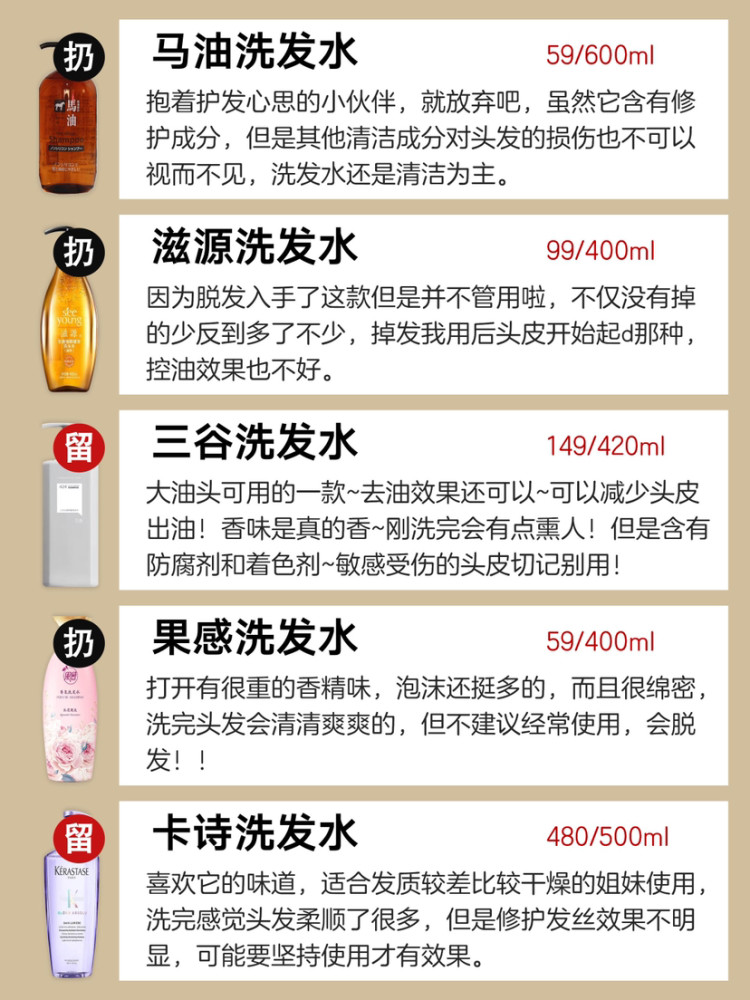 扔
马油洗发水
59/600ml
抱着护发心思的小伙伴，就放弃吧，虽然它含有修
护成分，但是其他清洁成分对头发的损伤也不可以
视而不见，洗发水还是清洁为主。
馬
油
扔
滋源洗发水
99/400ml
因为脱发入手了这款但是并不管用啦，不仅没有掉
的少反到多了不少，掉发我用后头皮开始起d那种，
控油效果也不好。
see
young
滋源
留
三谷洗发水
149/420ml
大油头可用的一款~去油效果还可以~可以减少头皮
出油！香味是真的香~刚洗完会有点熏人！但是含有
防腐剂和着色剂~敏感受伤的头皮切记别用！
扔
果感洗发水
59/400ml
打开有很重的香精味，泡沫还挺多的，而且很绵密，
洗完头发会清清爽爽的，但不建议经常使用，会脱
发！！
留
卡诗洗发水
480/500ml
喜欢它的味道，适合发质较差比较干燥的姐妹使用，
洗完感觉头发柔顺了很多，但是修护发丝效果不明
显，可能要坚持使用才有效果。
KÉRASTASE
K